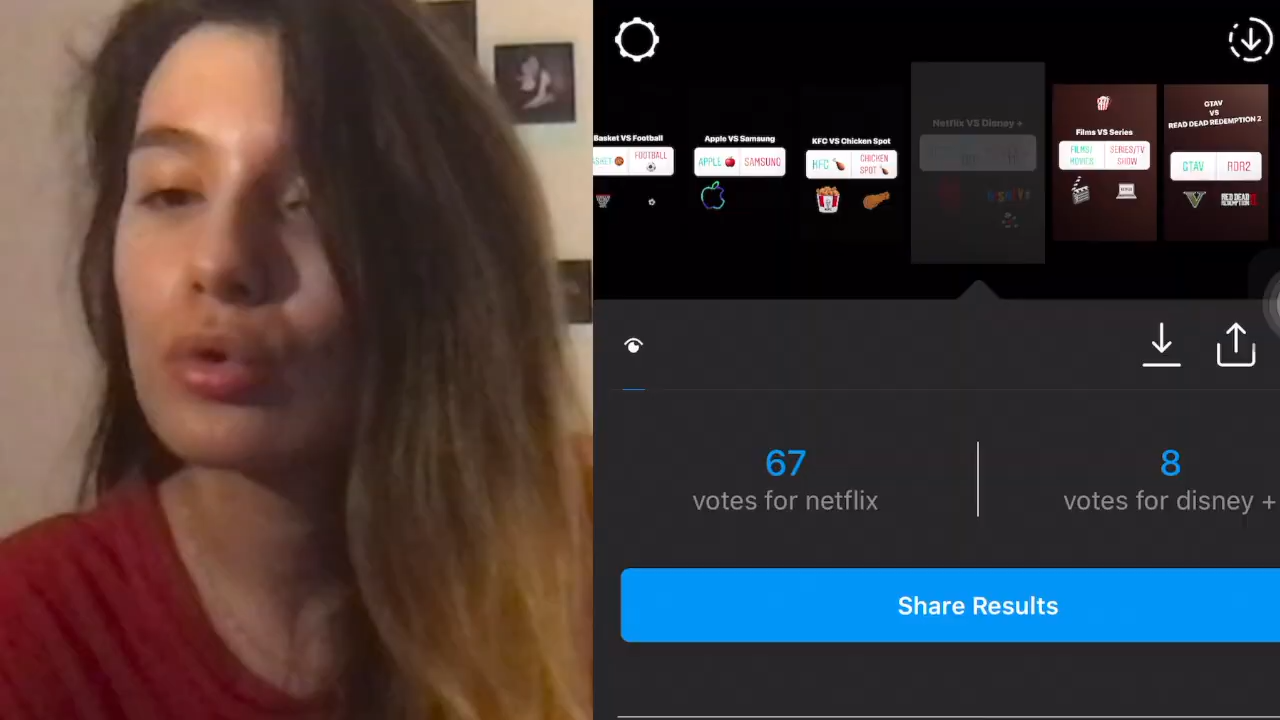 Basket VS Football
BASKET
FOOTBALL
Apple VS Samsung
APPLE
SAMSUNG
KFC VS Chicken Spot
KFC
CHICKEN
SPOT
Netflix VS Disney +
Films VS Series
FILMS/
MOVIES
SERIES/TV
SHOW
GTAV
VS
READ DEAD REDEMPTION 2
GTAV
RDR2
67
votes for netflix
8
votes for disney +
Share Results